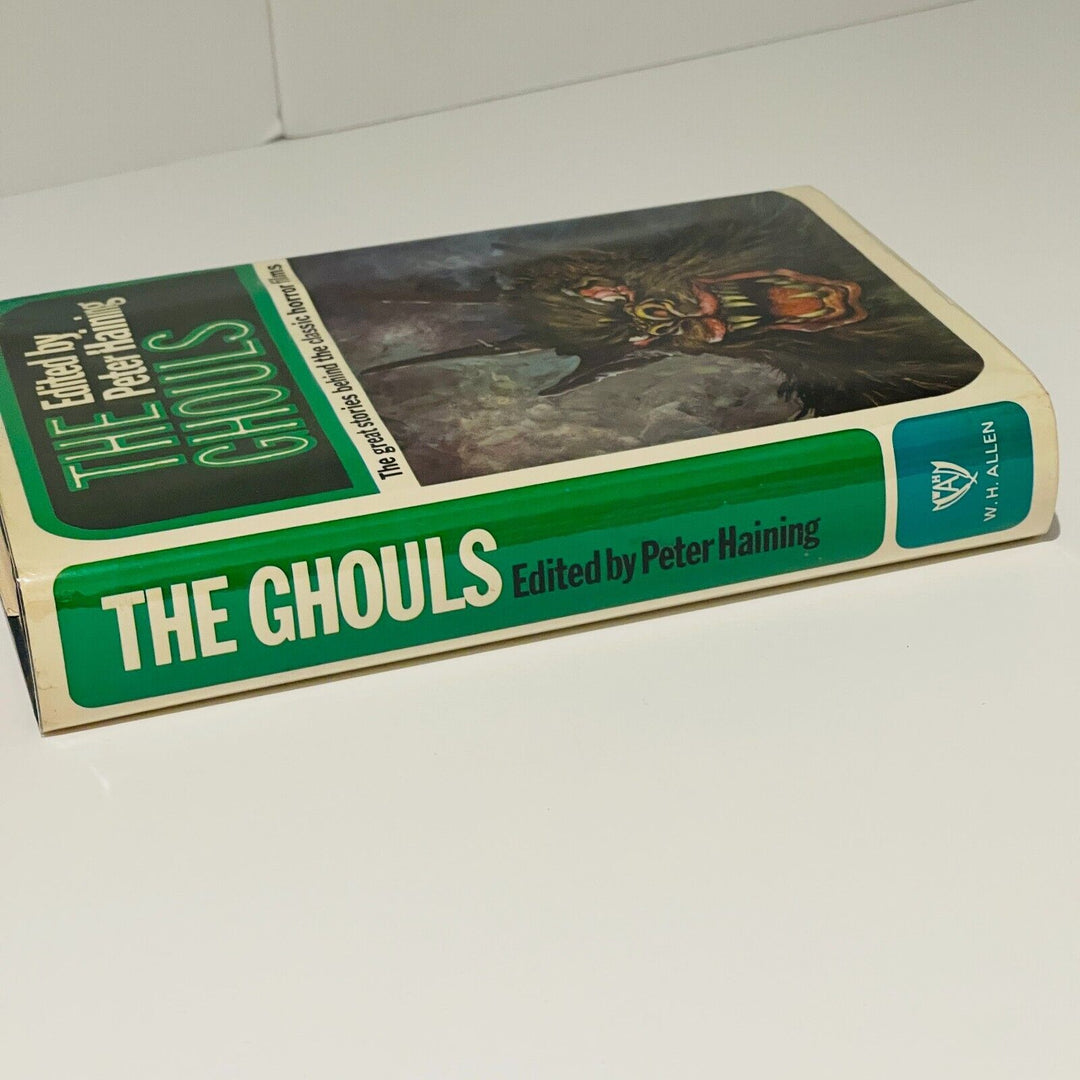 Edited by
Peter Haining
THE
GHOULS
The great stories behind the classic horror films
THE GHOULS Edited by Peter Haining
WHA
W.H. ALLEN